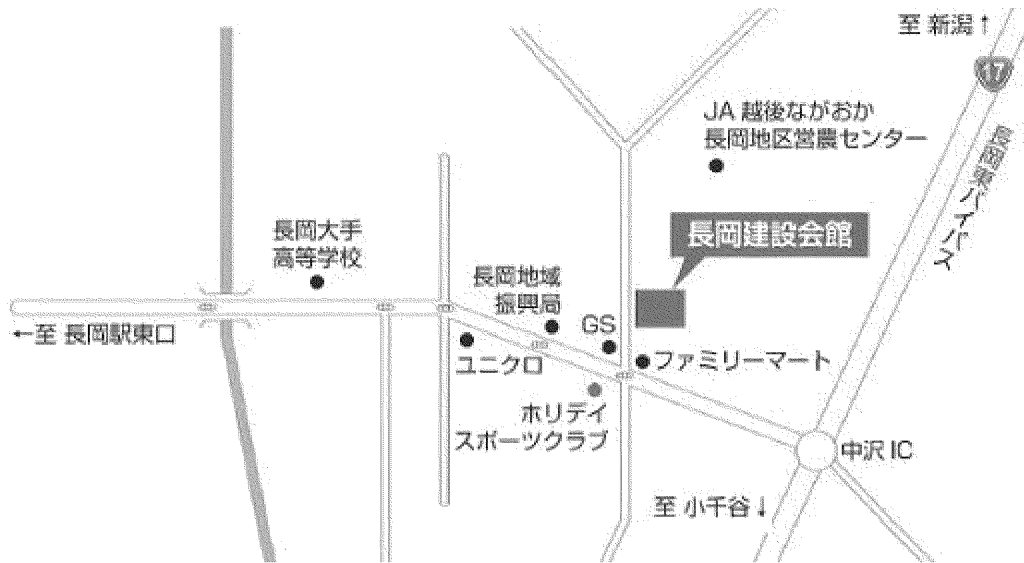 至 新潟↑
17
JA 越後ながおか
長岡地区営農センター
長岡東バイパス
長岡建設会館
長岡大手
高等学校
長岡地域
振興局
GS
←至 長岡駅東口
ユニクロ
ファミリーマート
ホリデイ
スポーツクラブ
中沢 IC
至 小千谷↓